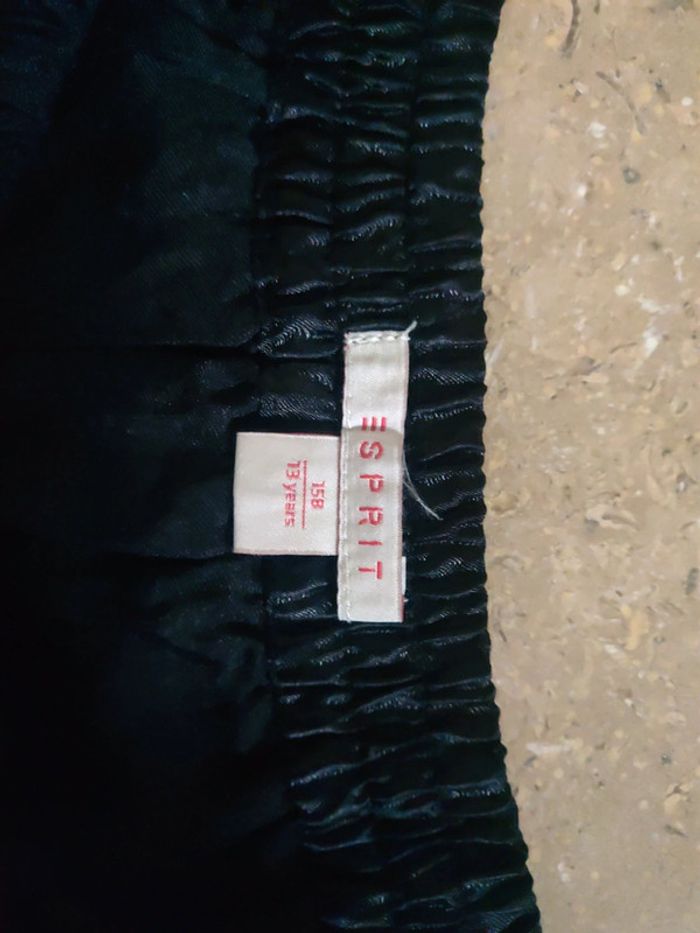 ESPRIT
158
13 years